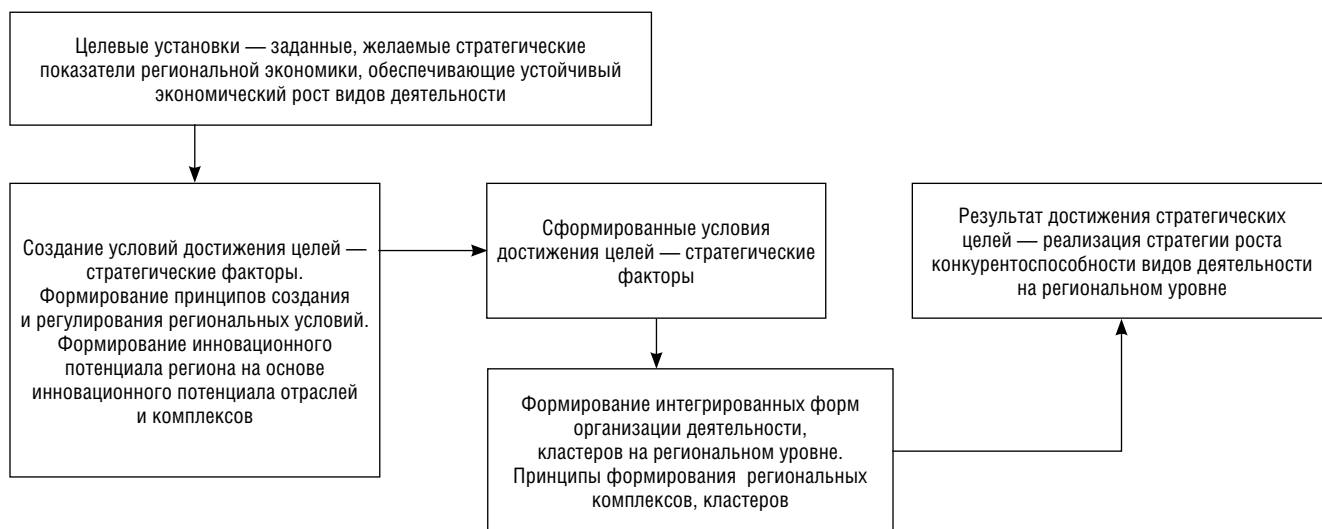 Целевые установки — заданные, желаемые стратегические
показатели региональной экономики, обеспечивающие устойчивый
экономический рост видов деятельности
Создание условий достижения целей —
стратегические факторы.
Формирование принципов создания
и регулирования региональных условий.
Формирование инновационного
потенциала региона на основе
инновационного потенциала отраслей
и комплексов
Сформированные условия
достижения целей — стратегические
факторы
Формирование интегрированных форм
организации деятельности,
кластеров на региональном уровне.
Принципы формирования региональных
комплексов, кластеров
Результат достижения стратегических
целей — реализация стратегии роста
конкурентоспособности видов деятельности
на региональном уровне